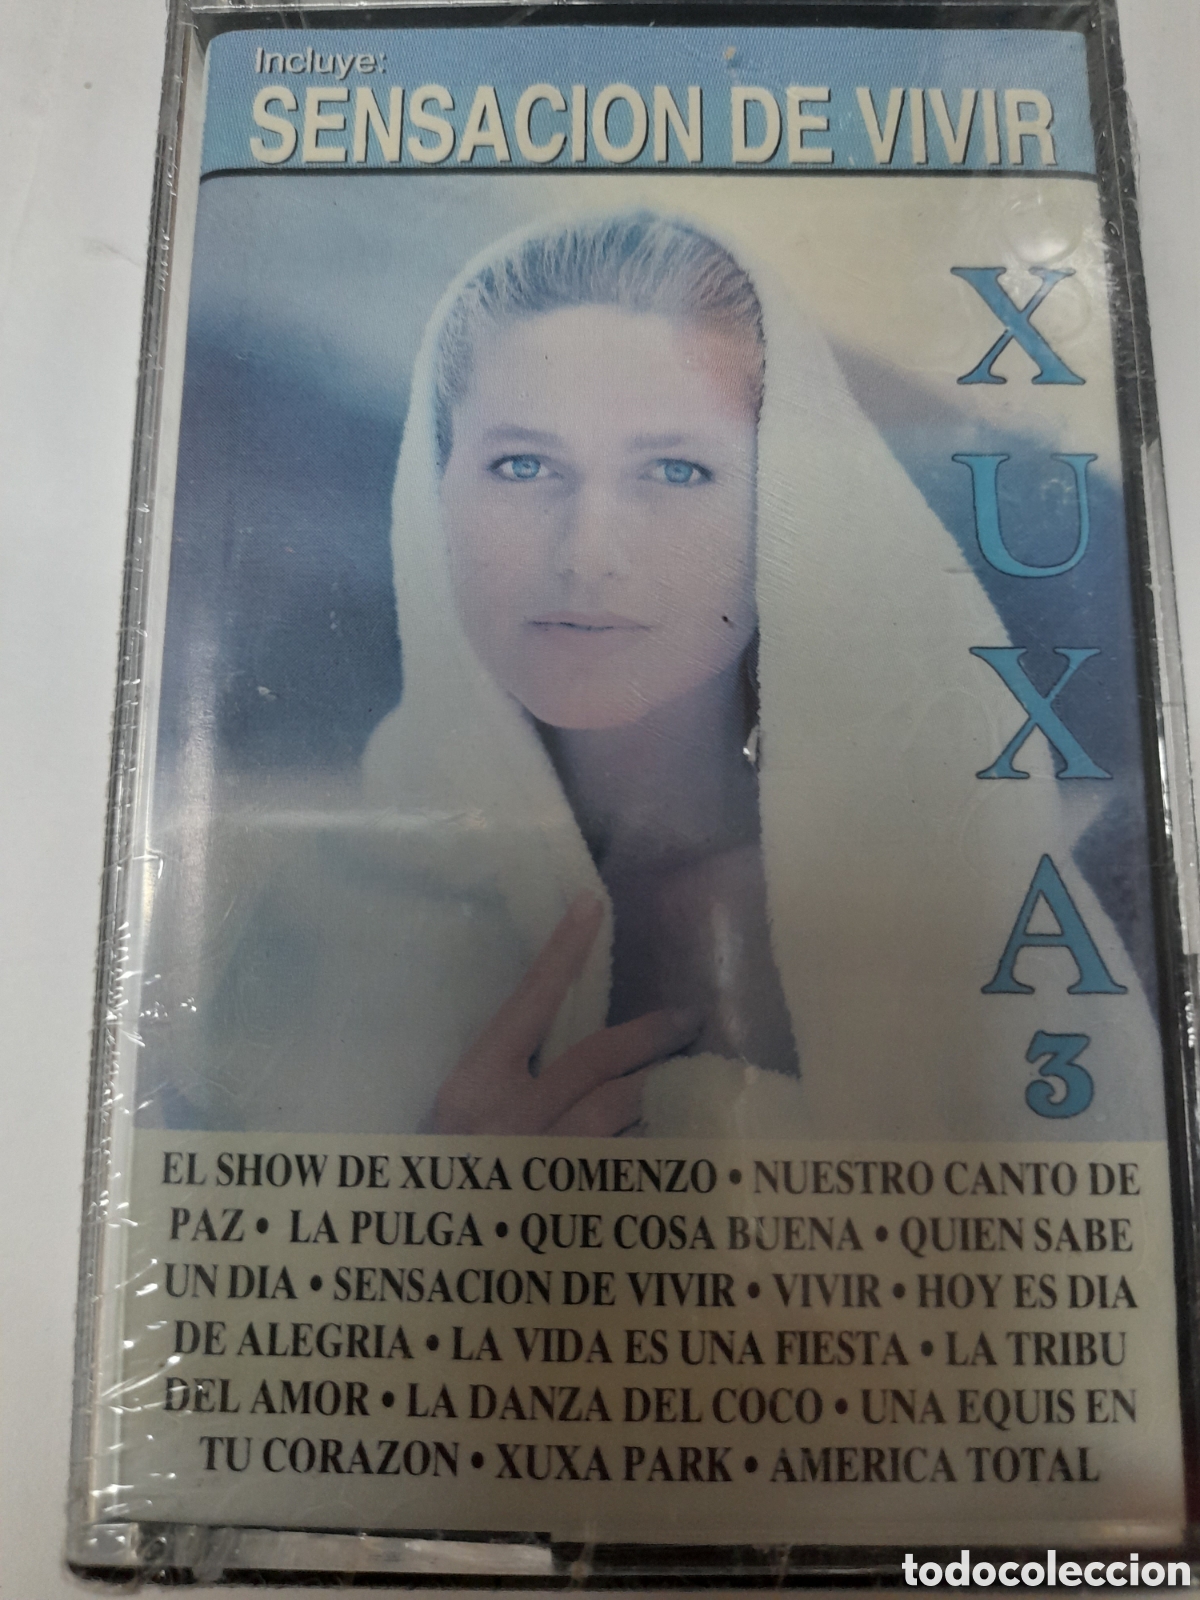 Incluye:
SENSACION DE VIVIR
XUXA
3
EL SHOW DE XUXA COMENZO • NUESTRO CANTO DE
PAZ • LA PULGA • QUE COSA BUENA • QUIEN SABE
UN DIA • SENSACION DE VIVIR • VIVIR • HOY ES DIA
DE ALEGRIA • LA VIDA ES UNA FIESTA • LA TRIBU
DEL AMOR • LA DANZA DEL COCO • UNA EQUIS EN
TU CORAZON • XUXA PARK • AMERICA TOTAL
todocoleccion